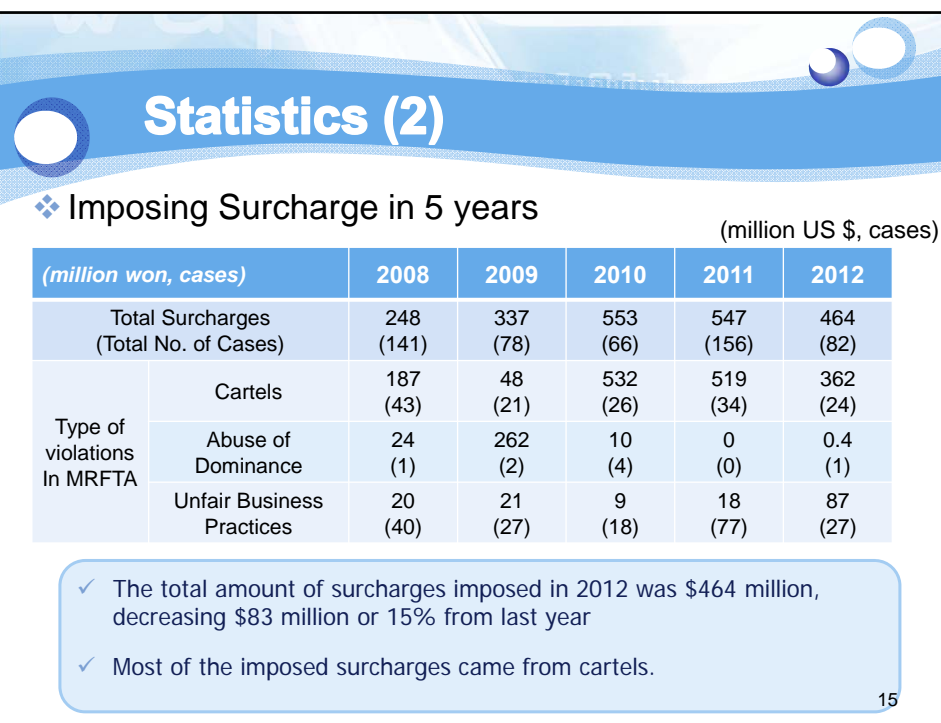 Statistics (2)
❖ Imposing Surcharge in 5 years
(million US $, cases)
(million won, cases) 2008 2009 2010 2011 2012
Total Surcharges 248 337 553 547 464
(Total No. of Cases) (141) (78) (66) (156) (82)
Type of violations In MRFTA
Cartels 187 48 532 519 362
(43) (21) (26) (34) (24)
Abuse of 24 262 10 0 0.4
Dominance (1) (2) (4) (0) (1)
Unfair Business 20 21 9 18 87
Practices (40) (27) (18) (77) (27)
✓ The total amount of surcharges imposed in 2012 was $464 million,
decreasing $83 million or 15% from last year
✓ Most of the imposed surcharges came from cartels.
15